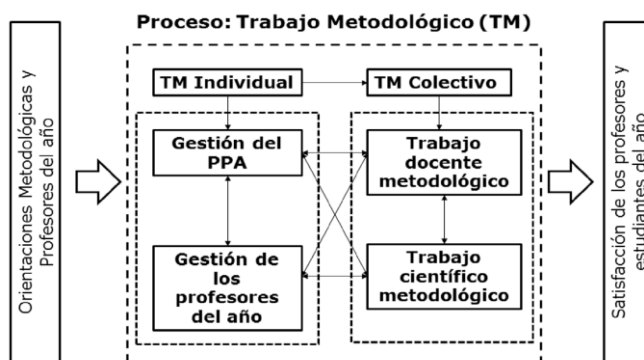 Proceso: Trabajo Metodológico (TM)
Orientaciones Metodológicas y
Profesores del año
TM Individual
TM Colectivo
Gestión del
PPA
Trabajo
docente
metodológico
Gestión de
los
profesores
del año
Trabajo
científico
metodológico
Satisfacción de los profesores y
estudiantes del año